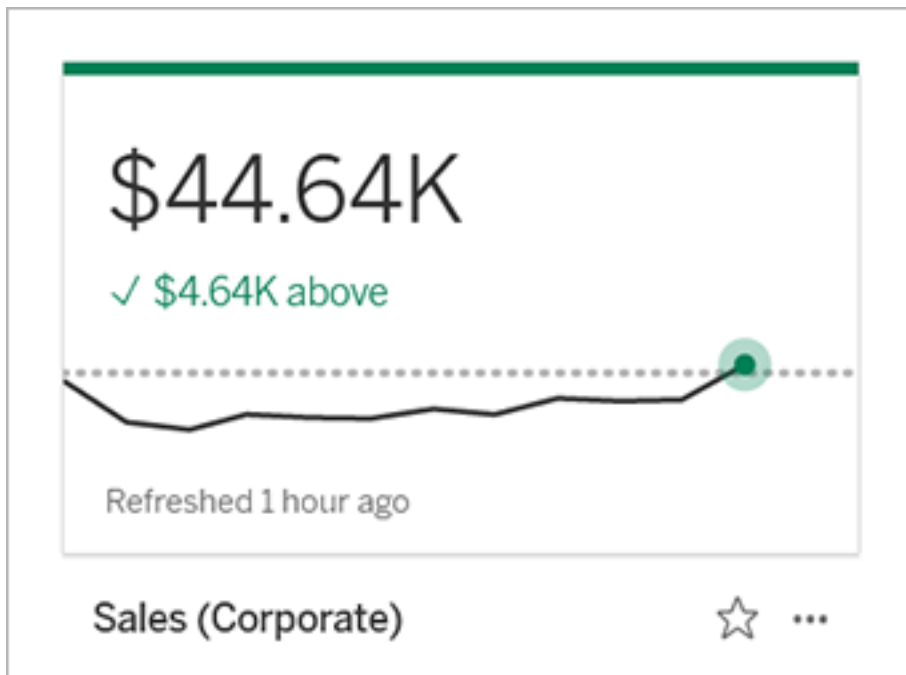 $44.64K
✓ $4.64K above
Refreshed 1 hour ago
Sales (Corporate)